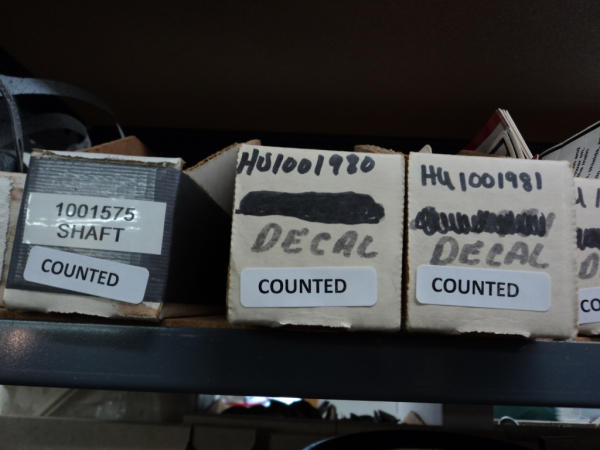 1001575
SHAFT
COUNTED
HU1001980
DECAL
COUNTED
HU1001981
DECAL
COUNTED